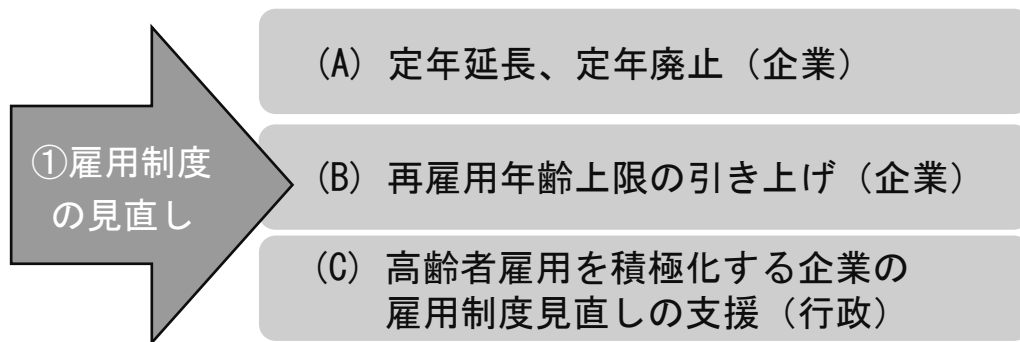 ①雇用制度
の見直し
(A) 定年延長、定年廃止（企業）
(B) 再雇用年齢上限の引き上げ（企業）
(C) 高齢者雇用を積極化する企業の
雇用制度見直しの支援（行政）